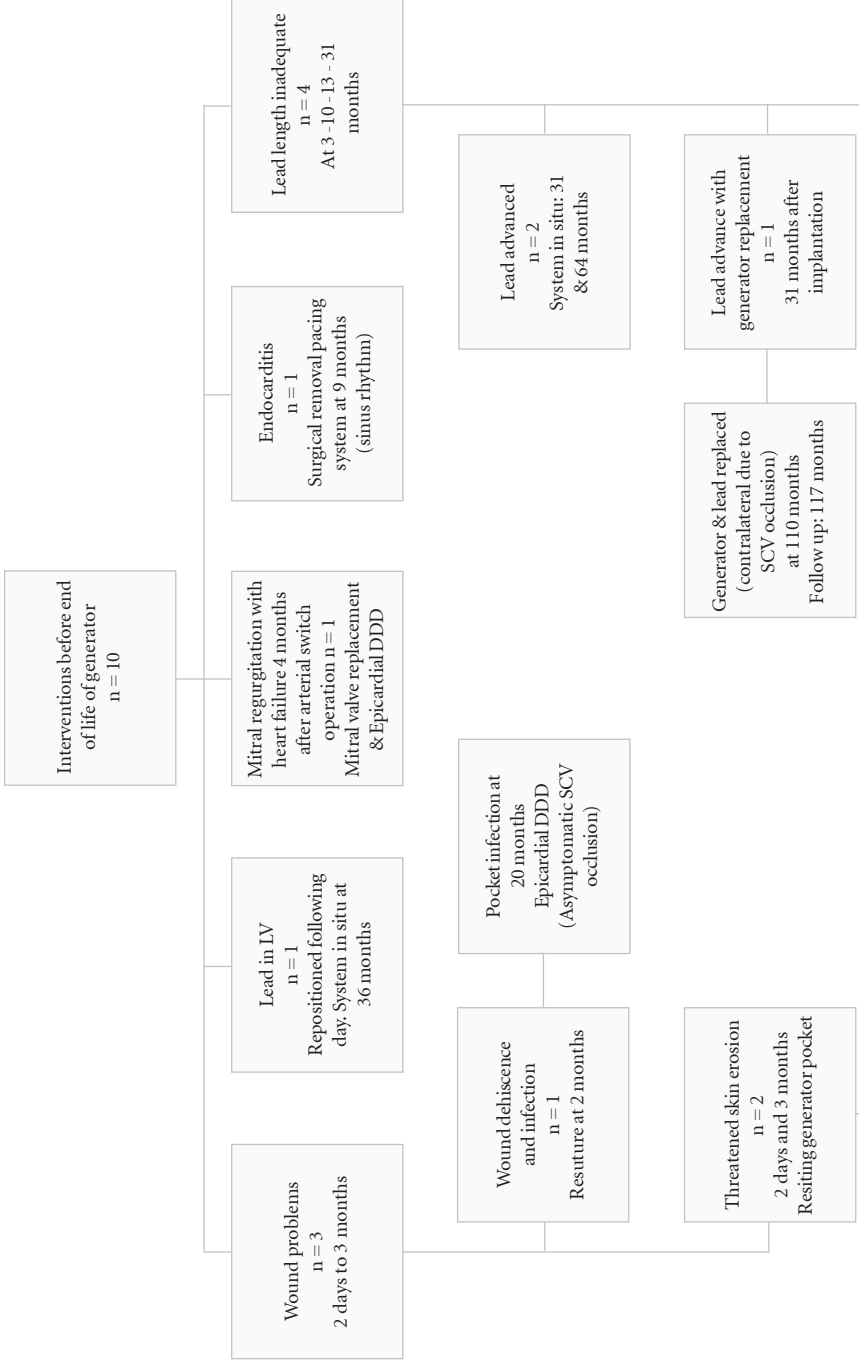 Interventions before end
of life of generator
n = 10
Wound problems
n = 3
2 days to 3 months
Lead in LV
n = 1
Repositioned following
day. System in situ at
36 months
Mitral regurgitation with
heart failure 4 months
after arterial switch
operation n = 1
Mitral valve replacement
& Epicardial DDD
Endocarditis
n = 1
Surgical removal pacing
system at 9 months
(sinus rhythm)
Lead length inadequate
n = 4
At 3 -10 -13 - 31
months
Wound dehiscence
and infection
n = 1
Resuture at 2 months
Pocket infection at
20 months
Epicardial DDD
(Asymptomatic SCV
occlusion)
Lead advanced
n = 2
System in situ: 31
& 64 months
Threatened skin erosion
n = 2
2 days and 3 months
Resiting generator pocket
Generator & lead replaced
(contralateral due to
SCV occlusion)
at 110 months
Follow up: 117 months
Lead advance with
generator replacement
n = 1
31 months after
implantation